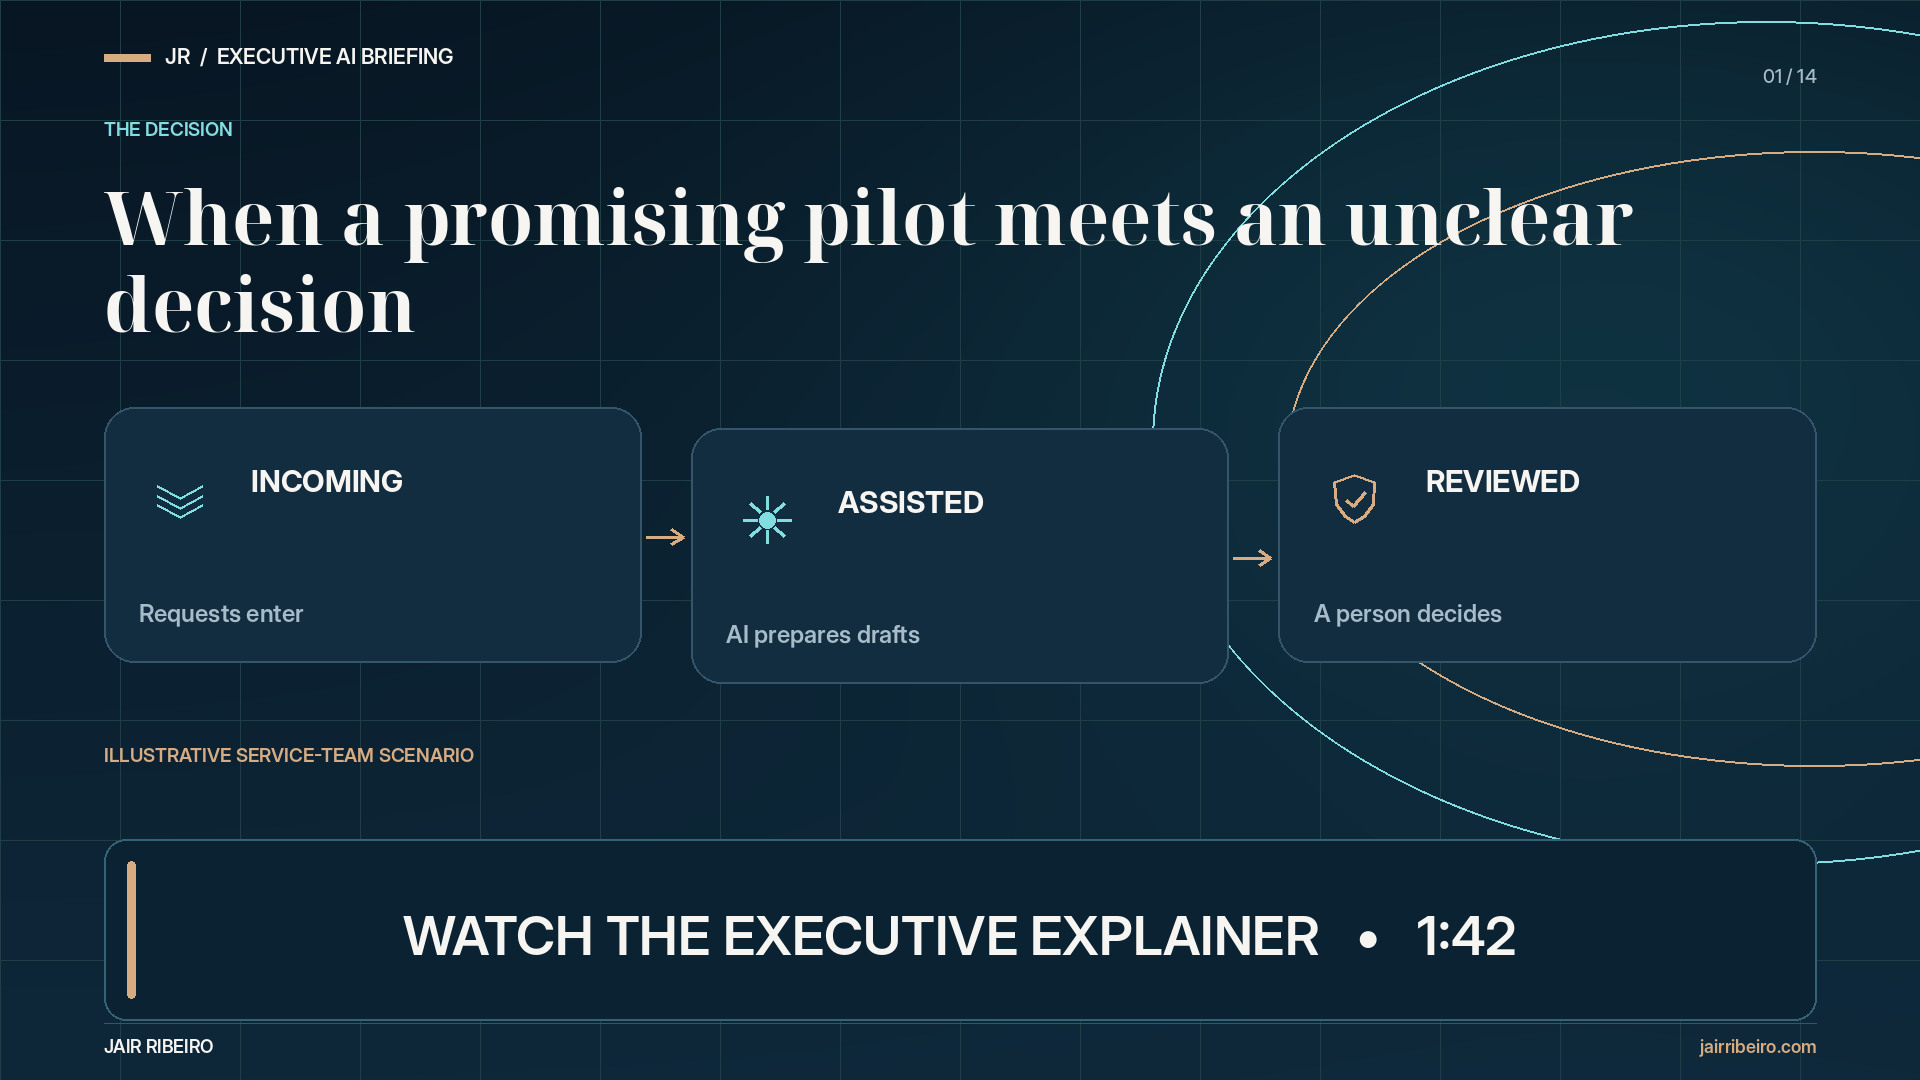 JR / EXECUTIVE AI BRIEFING
01 / 14
THE DECISION
When a promising pilot meets an unclear
decision
INCOMING
Requests enter
ASSISTED
AI prepares drafts
REVIEWED
A person decides
ILLUSTRATIVE SERVICE-TEAM SCENARIO
WATCH THE EXECUTIVE EXPLAINER • 1:42
JAIR RIBEIRO
jairribeiro.com